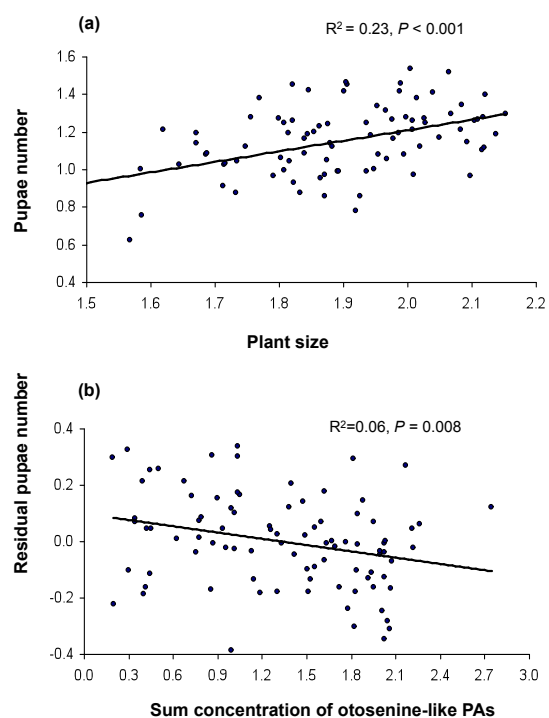 (a)
R² = 0.23, P < 0.001
Pupae number
1.6
1.4
1.2
1.0
0.8
0.6
0.4
1.5 1.6 1.7 1.8 1.9 2.0 2.1 2.2
Plant size
(b)
R²=0.06, P = 0.008
Residual pupae number
0.4
0.2
0.0
-0.2
-0.4
0.0 0.3 0.6 0.9 1.2 1.5 1.8 2.1 2.4 2.7 3.0
Sum concentration of otosenine-like PAs